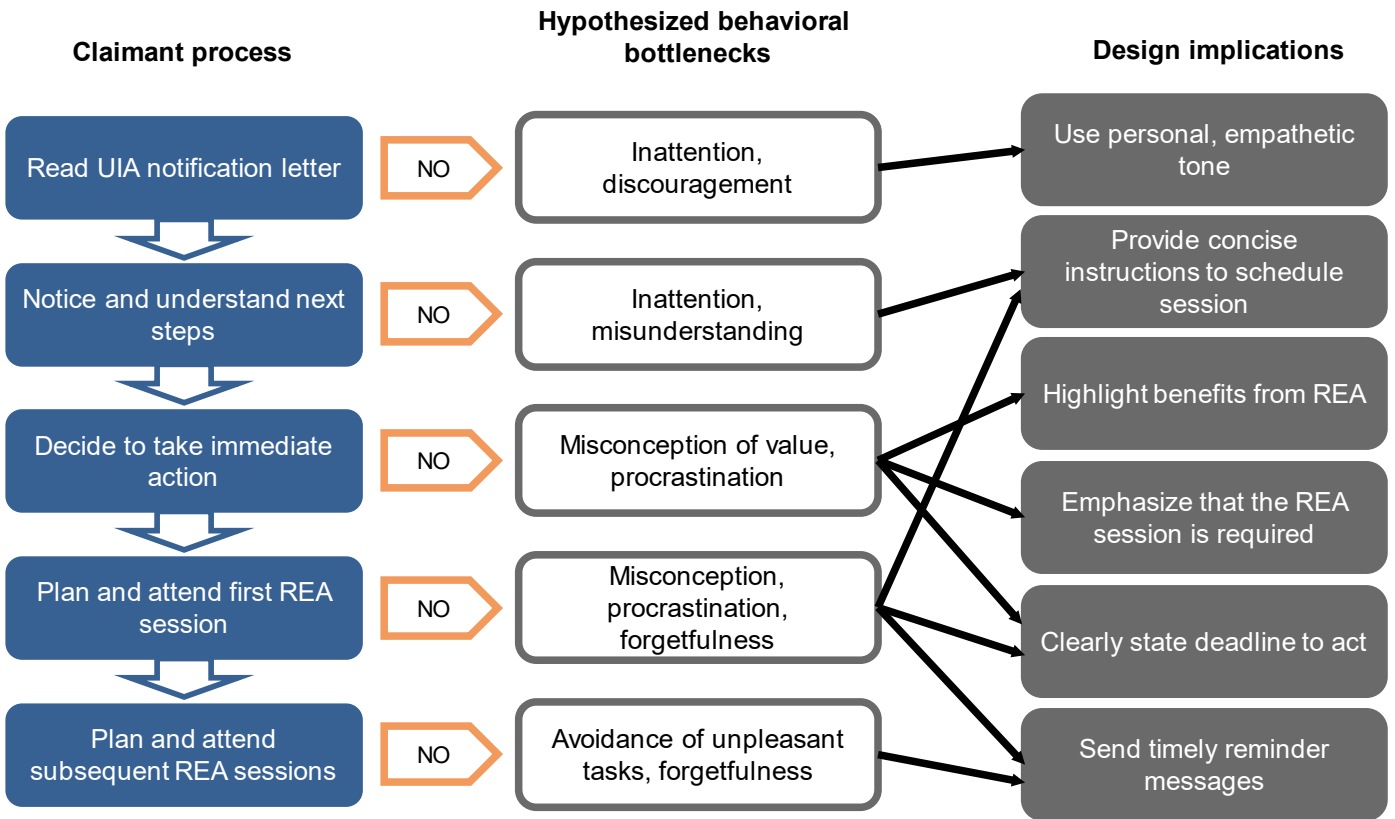 Claimant process
Hypothesized behavioral
bottlenecks
Design implications
Read UIA notification letter
NO
Inattention,
discouragement
Use personal, empathetic
tone
Notice and understand next
steps
NO
Inattention,
misunderstanding
Provide concise
instructions to schedule
session
Decide to take immediate
action
NO
Misconception of value,
procrastination
Highlight benefits from REA
Emphasize that the REA
session is required
Plan and attend first REA
session
NO
Misconception,
procrastination,
forgetfulness
Clearly state deadline to act
Plan and attend
subsequent REA sessions
NO
Avoidance of unpleasant
tasks, forgetfulness
Send timely reminder
messages